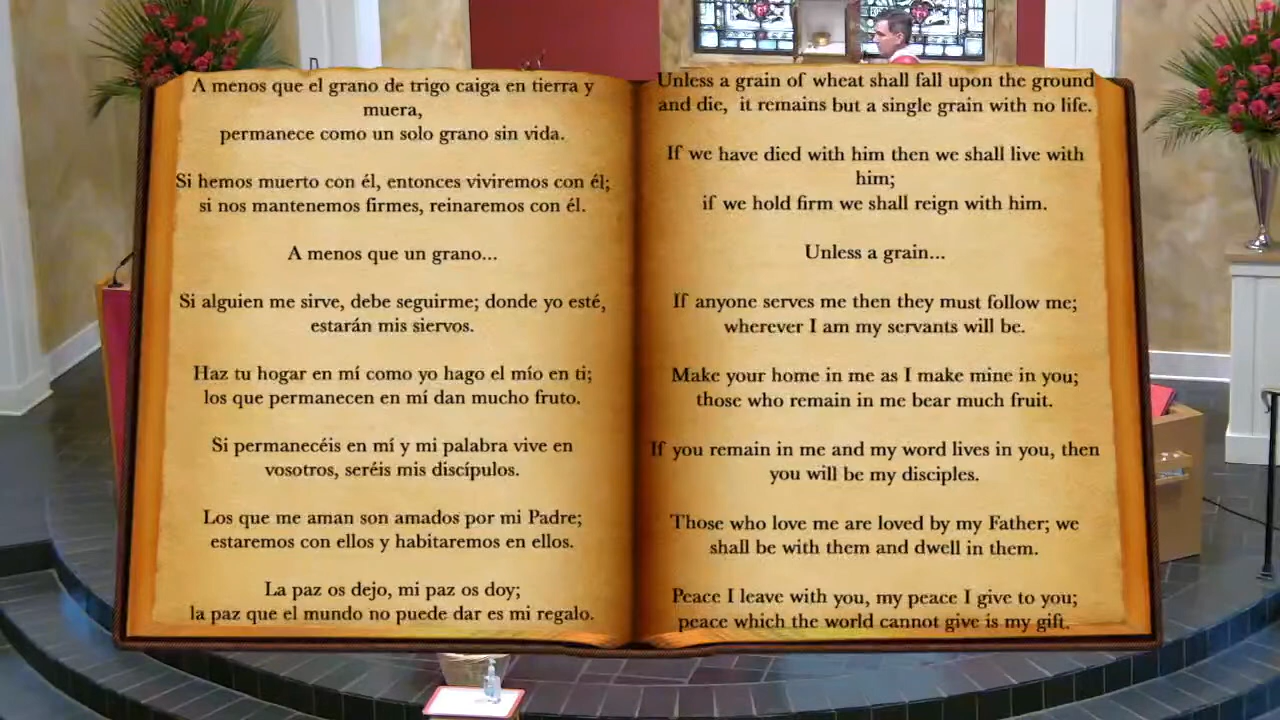 A menos que el grano de trigo caiga en tierra y
muera,
permanece como un solo grano sin vida.
Si hemos muerto con él, entonces viviremos con él;
si nos mantenemos firmes, reinaremos con él.
A menos que un grano...
Si alguien me sirve, debe seguirme; donde yo esté,
estarán mis siervos.
Haz tu hogar en mí como yo hago el mío en ti;
los que permanecen en mí dan mucho fruto.
Si permanecéis en mí y mi palabra vive en
vosotros, seréis mis discípulos.
Los que me aman son amados por mi Padre;
estaremos con ellos y habitaremos en ellos.
La paz os dejo, mi paz os doy;
la paz que el mundo no puede dar es mi regalo.
Unless a grain of wheat shall fall upon the ground
and die, it remains but a single grain with no life.
If we have died with him then we shall live with
him;
if we hold firm we shall reign with him.
Unless a grain...
If anyone serves me then they must follow me;
wherever I am my servants will be.
Make your home in me as I make mine in you;
those who remain in me bear much fruit.
If you remain in me and my word lives in you, then
you will be my disciples.
Those who love me are loved by my Father; we
shall be with them and dwell in them.
Peace I leave with you, my peace I give to you;
peace which the world cannot give is my gift.